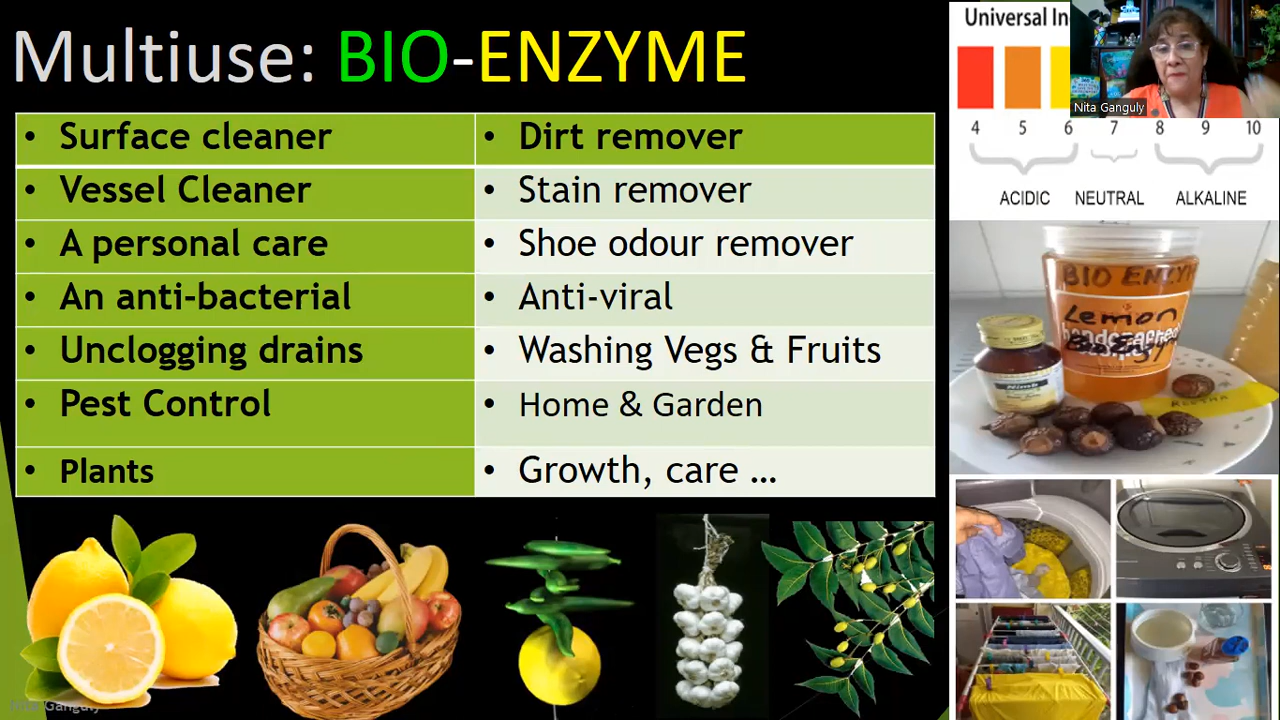 Multiuse: BIO-ENZYME
• Surface cleaner
• Dirt remover
• Vessel Cleaner
• Stain remover
• A personal care
• Shoe odour remover
• An anti-bacterial
• Anti-viral
• Unclogging drains
• Washing Vegs & Fruits
• Pest Control
• Home & Garden
• Plants
• Growth, care ...
Universal In
Nita Ganguly
4 5 6 7 8 9 10
ACIDIC NEUTRAL ALKALINE
BIO ENZYM
Lemon
handcrafted
REETHA
Nita Ganguly